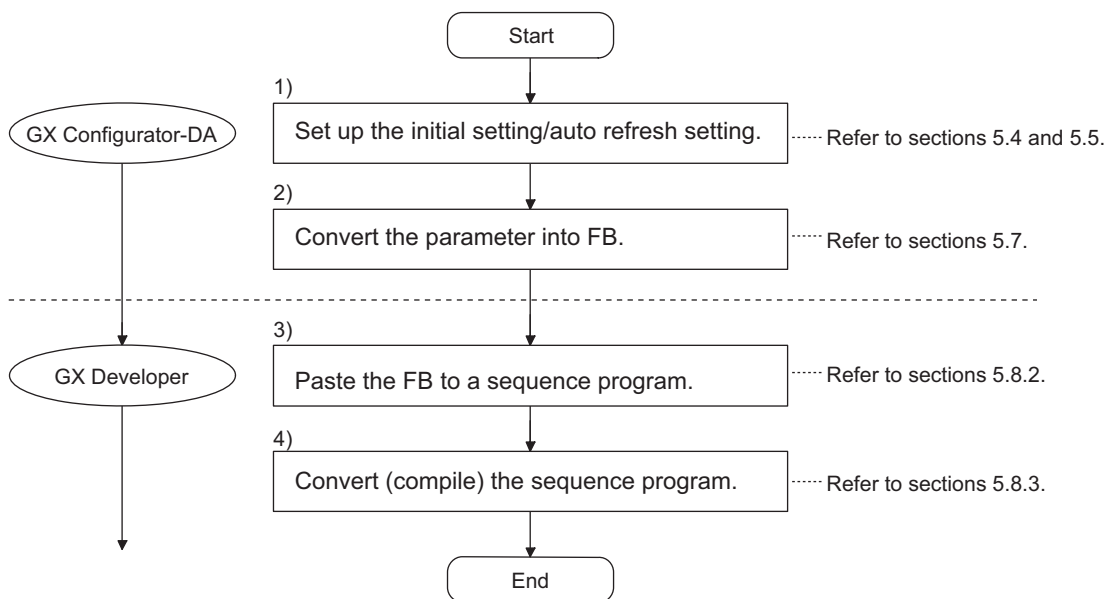 Start
1)
GX Configurator-DA
Set up the initial setting/auto refresh setting.
Refer to sections 5.4 and 5.5.
2)
Convert the parameter into FB.
Refer to sections 5.7.
3)
GX Developer
Paste the FB to a sequence program.
Refer to sections 5.8.2.
4)
Convert (compile) the sequence program.
Refer to sections 5.8.3.
End